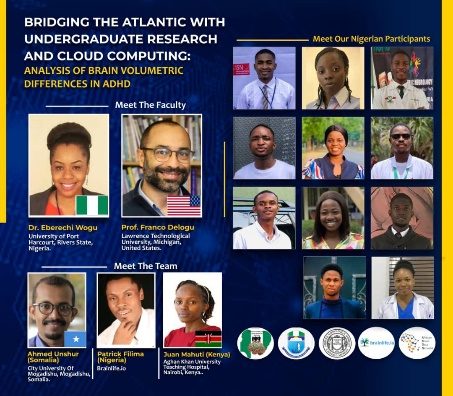 BRIDGING THE ATLANTIC WITH
UNDERGRADUATE RESEARCH
AND CLOUD COMPUTING:
ANALYSIS OF BRAIN VOLUMETRIC
DIFFERENCES IN ADHD
Meet The Faculty
Dr. Eberechi Wogu
University of Port
Harcourt, Rivers State,
Nigeria.
Prof. Franco Delogu
Lawrence Technological
University, Michigan,
United States.
Meet The Team
Ahmed Unshur
(Somalia)
City University Of
Mogadishu, Mogadishu,
Somalia.
Patrick Filima
(Nigeria)
Brainlife.io
Juan Mahuti (Kenya)
Aghan Khan University
Teaching Hospital,
Nairobi, Kenya..
Meet Our Nigerian Participants
brainlife.io